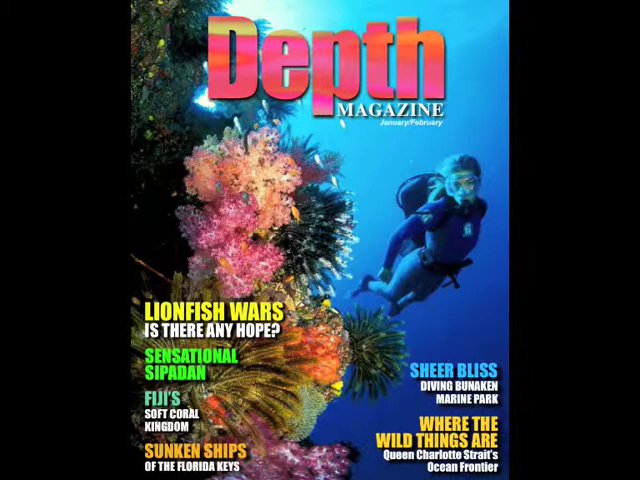 Depth
MAGAZINE
January/February
LIONFISH WARS
IS THERE ANY HOPE?
SENSATIONAL
SIPADAN
FIJI'S
SOFT CORAL
KINGDOM
SUNKEN SHIPS
OF THE FLORIDA KEYS
SHEER BLISS
DIVING BUNAKEN
MARINE PARK
WHERE THE
WILD THINGS ARE
Queen Charlotte Strait's
Ocean Frontier